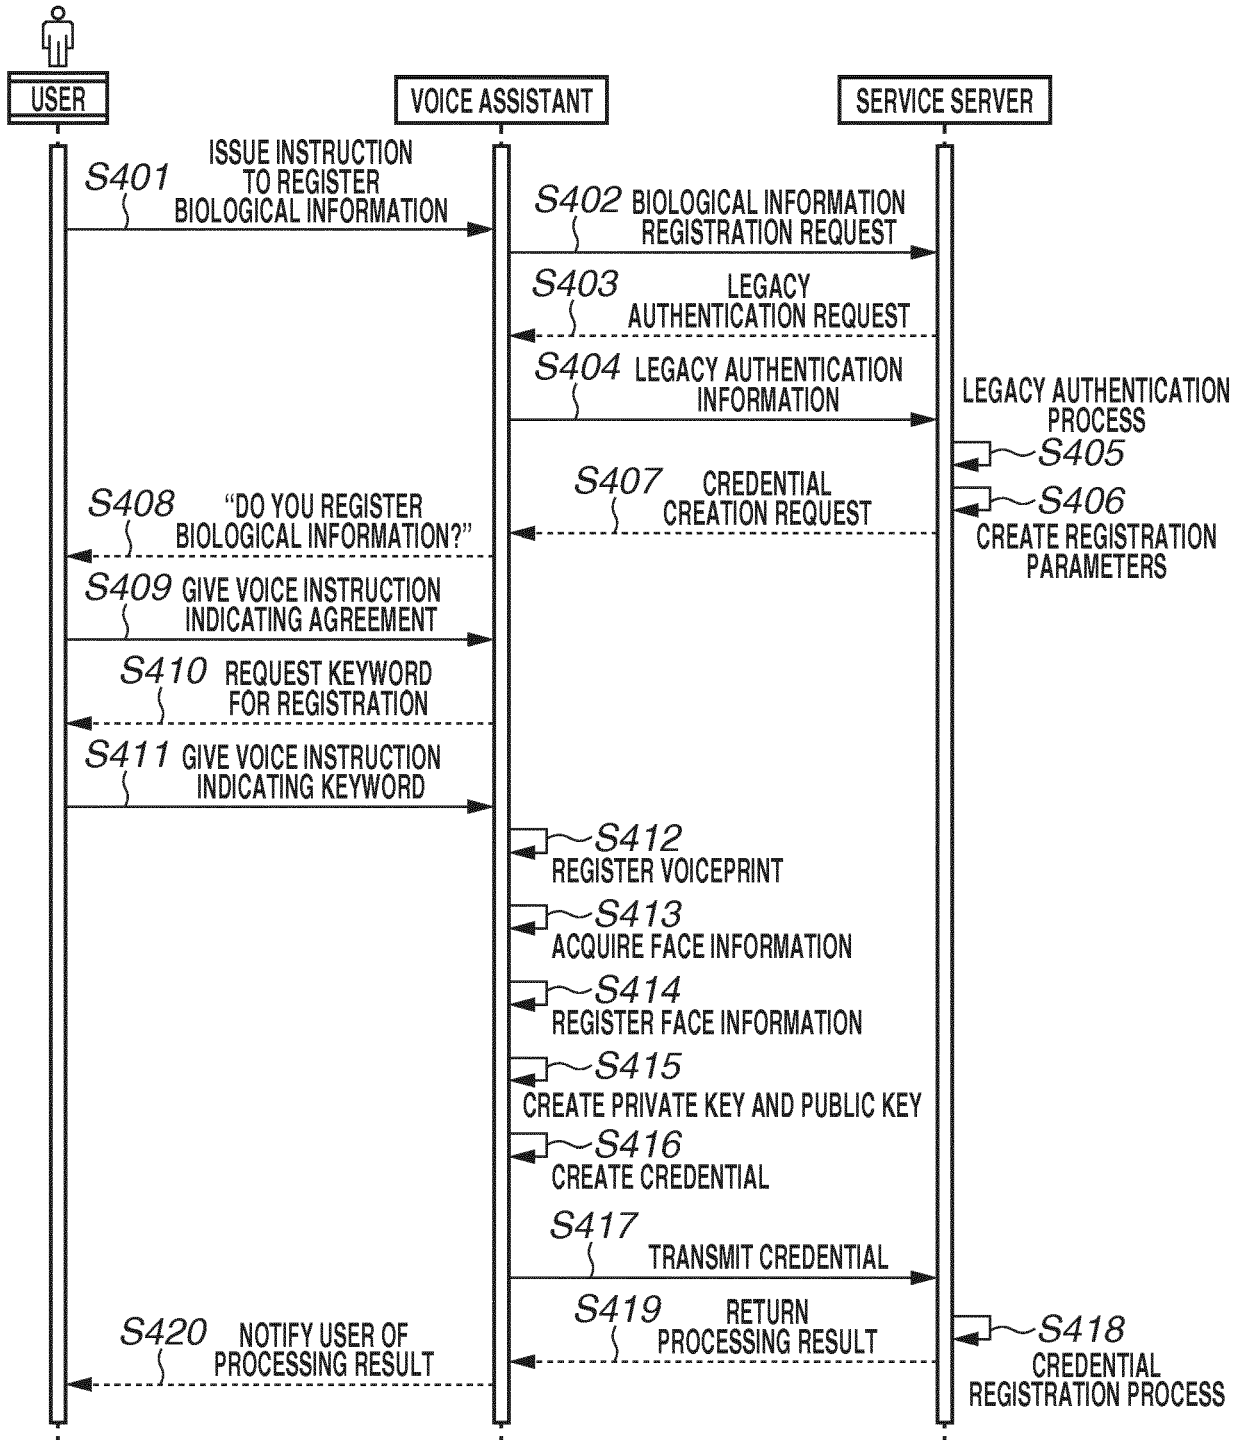 USER
VOICE ASSISTANT
SERVICE SERVER
S401
ISSUE INSTRUCTION
TO REGISTER
BIOLOGICAL INFORMATION
S402
BIOLOGICAL INFORMATION
REGISTRATION REQUEST
S403
LEGACY
AUTHENTICATION REQUEST
S404
LEGACY AUTHENTICATION
INFORMATION
LEGACY AUTHENTICATION
PROCESS
S405
S406
CREATE REGISTRATION
PARAMETERS
S407
CREDENTIAL
CREATION REQUEST
S408
“DO YOU REGISTER
BIOLOGICAL INFORMATION?”
S409
GIVE VOICE INSTRUCTION
INDICATING AGREEMENT
S410
REQUEST KEYWORD
FOR REGISTRATION
S411
GIVE VOICE INSTRUCTION
INDICATING KEYWORD
S412
REGISTER VOICEPRINT
S413
ACQUIRE FACE INFORMATION
S414
REGISTER FACE INFORMATION
S415
CREATE PRIVATE KEY AND PUBLIC KEY
S416
CREATE CREDENTIAL
S417
TRANSMIT CREDENTIAL
S418
CREDENTIAL
REGISTRATION PROCESS
S419
RETURN
PROCESSING RESULT
S420
NOTIFY USER OF
PROCESSING RESULT